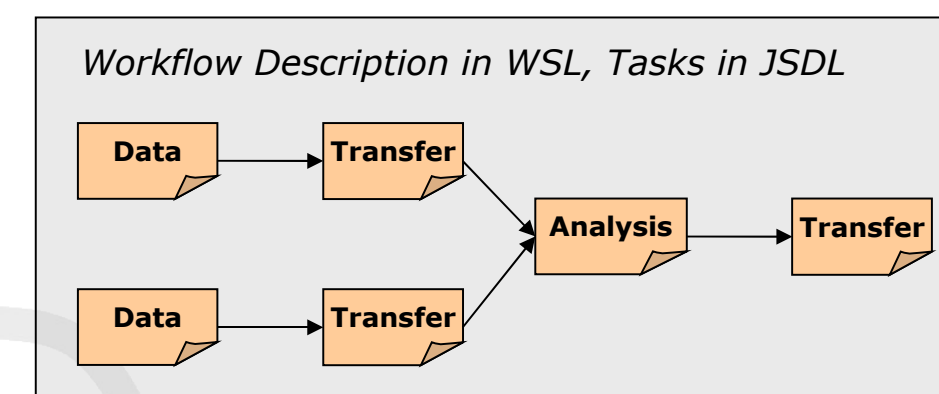 Workflow Description in WSL, Tasks in JSDL
Data
Transfer
Analysis
Transfer
Data
Transfer